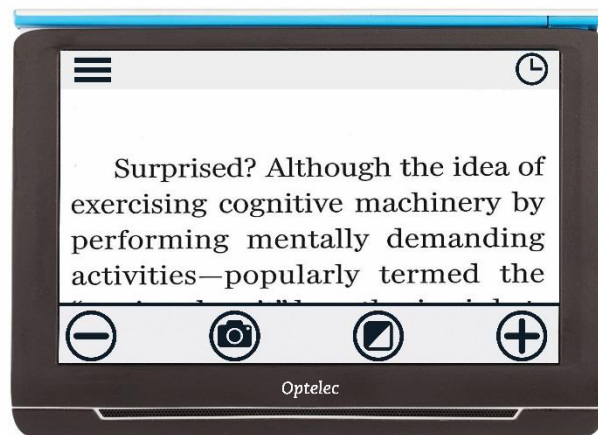 Surprised? Although the idea of
exercising cognitive machinery by
performing mentally demanding
activities—popularly termed the
Optelec